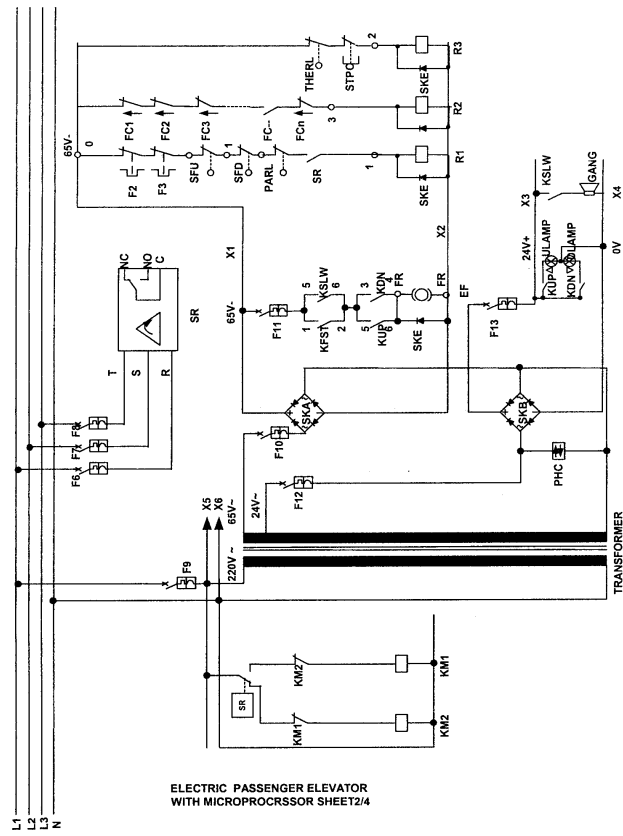 L1
L2
L3
N
F6
F7
F8
T
S
R
SR
NC
NO
C
65V-
0
F2
F3
SFU
1
SFD
PARL
SR
1
SKE
R1
FC1
FC2
FC3
FC--
FCn
3
R2
THERL
STPC
2
SKE
R3
X1
X2
65V-
F11
1
5
KFST
KSLW
2
6
5
3
KUP
KDN
6
4
FR
SKE
FR
EF
F13
24V+
X3
KSLW
KUP
ULAMP
KDN
DLAMP
GANG
0V
X4
F9
X5
X6
220V ~
65V~
24V~
F10
F12
SKA
SKB
PHC
TRANSFORMER
SR
KM2
KM1
KM1
KM2
ELECTRIC PASSENGER ELEVATOR
WITH MICROPROCRSSOR SHEET2/4